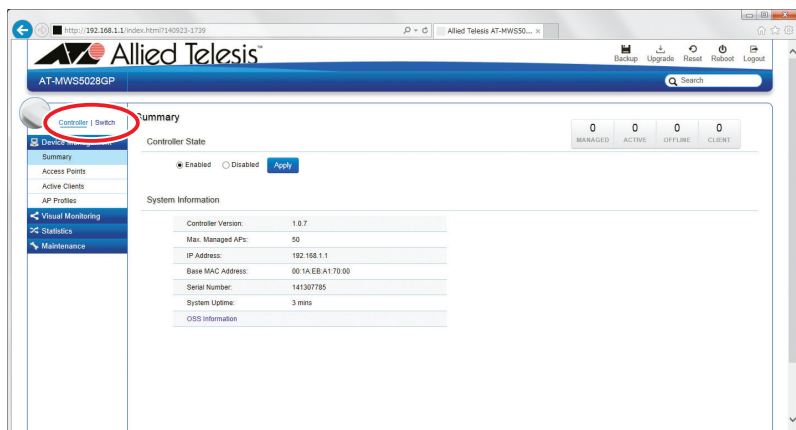 http://192.168.1.1/index.html?140923-1739
Allied Telesis AT-MWS50...
Allied Telesis™
Backup Upgrade Reset Reboot Logout
AT-MWS5028GP
Search
Controller | Switch
Summary
0 0 0 0
MANAGED ACTIVE OFFLINE CLIENT
Device
Controller State
Summary
Enabled Disabled Apply
Access Points
Active Clients
AP Profiles
System Information
Visual Monitoring
Statistics
Maintenance
Controller Version: 1.0.7
Max. Managed APs: 50
IP Address: 192.168.1.1
Base MAC Address: 00:1A:EB:A1:70:00
Serial Number: 141307785
System Uptime: 3 mins
OSS Information